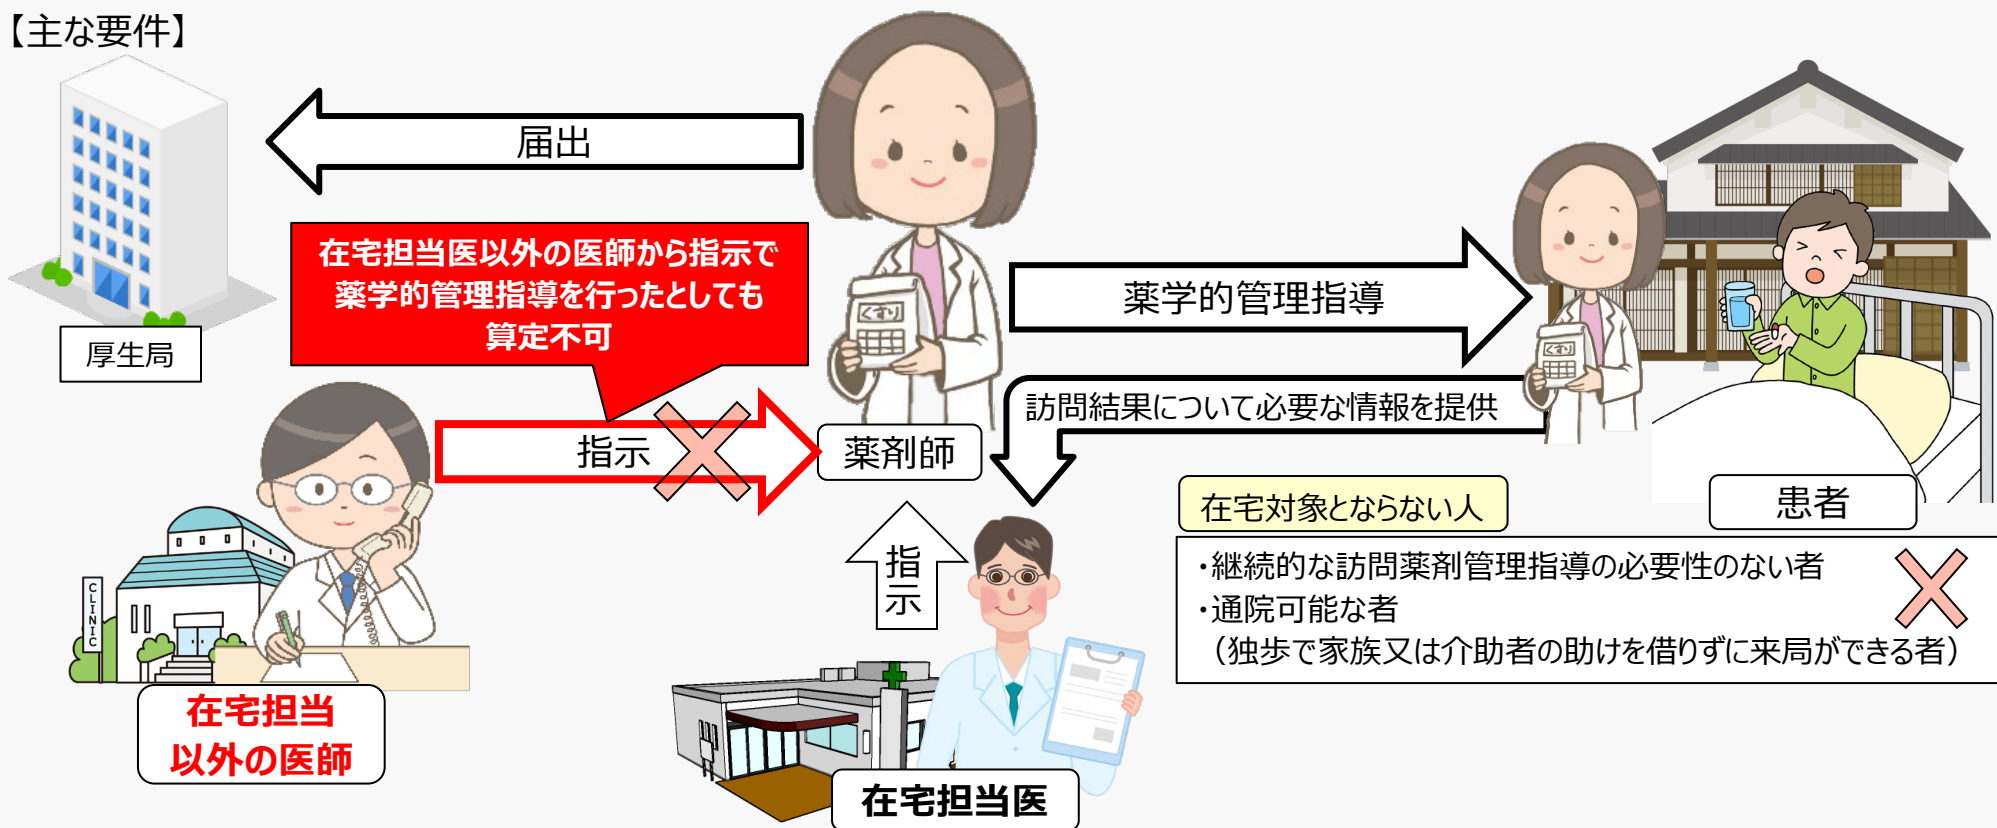 【主な要件】
届出
厚生局
在宅担当医以外の医師から指示で
薬学的管理指導を行ったとしても
算定不可
くすり
薬学的管理指導
くすり
訪問結果について必要な情報を提供
指示
薬剤師
患者
在宅対象とならない人
・継続的な訪問薬剤管理指導の必要性のない者
・通院可能な者
（独歩で家族又は介助者の助けを借りずに来局ができる者）
指示
CLINIC
在宅担当
以外の医師
在宅担当医